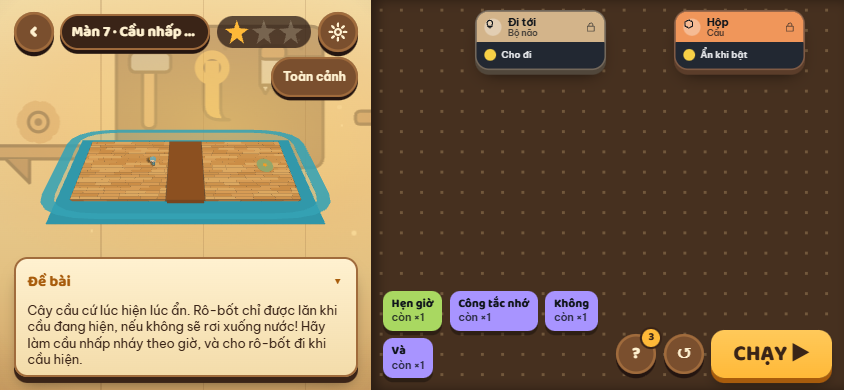 Màn 7 · Cầu nhấp ...
Toàn cảnh
Đề bài
Cây cầu cứ lúc hiện lúc ẩn. Rô-bốt chỉ được lăn khi
cầu đang hiện, nếu không sẽ rơi xuống nước! Hãy
làm cầu nhấp nháy theo giờ, và cho rô-bốt đi khi
cầu hiện.
Đi tới
Bộ não
Cho đi
Hộp
Cầu
Ẩn khi bật
Hẹn giờ
còn ×1
Công tắc nhớ
còn ×1
Không
còn ×1
Và
còn ×1
?
3
CHẠY